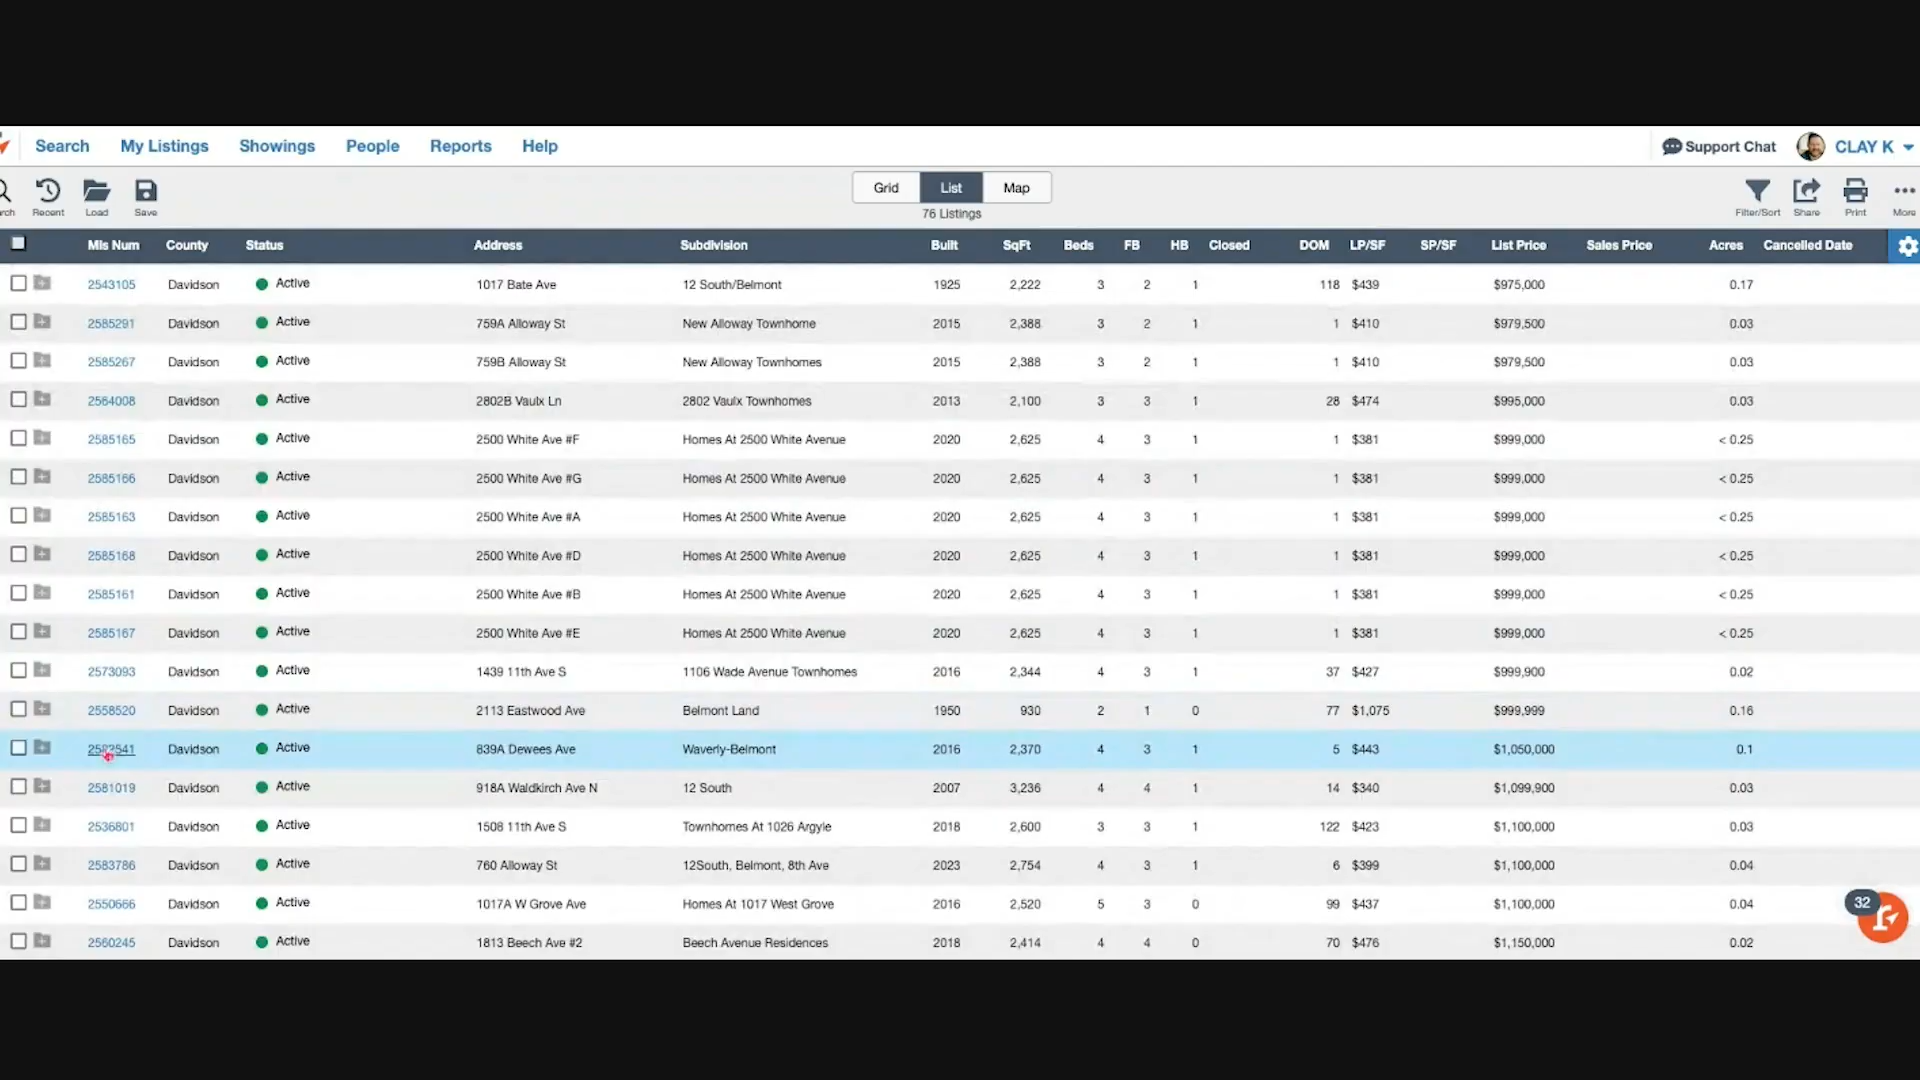 Search My Listings Showings People Reports Help Support Chat CLAY K
rch Recent Load Save Grid List Map Filter/Sort Share Print More
76 Listings
Mls Num County Status Address Subdivision Built SqFt Beds FB HB Closed DOM LP/SF SP/SF List Price Sales Price Acres Cancelled Date
2543105 Davidson Active 1017 Bate Ave 12 South/Belmont 1925 2,222 3 2 1 118 $439 $975,000 0.17
2585291 Davidson Active 759A Alloway St New Alloway Townhome 2015 2,388 3 2 1 1 $410 $979,500 0.03
2585267 Davidson Active 759B Alloway St New Alloway Townhomes 2015 2,388 3 2 1 1 $410 $979,500 0.03
2564008 Davidson Active 2802B Vaulx Ln 2802 Vaulx Townhomes 2013 2,100 3 3 1 28 $474 $995,000 0.03
2585165 Davidson Active 2500 White Ave #F Homes At 2500 White Avenue 2020 2,625 4 3 1 1 $381 $999,000 < 0.25
2585166 Davidson Active 2500 White Ave #G Homes At 2500 White Avenue 2020 2,625 4 3 1 1 $381 $999,000 < 0.25
2585163 Davidson Active 2500 White Ave #A Homes At 2500 White Avenue 2020 2,625 4 3 1 1 $381 $999,000 < 0.25
2585168 Davidson Active 2500 White Ave #D Homes At 2500 White Avenue 2020 2,625 4 3 1 1 $381 $999,000 < 0.25
2585161 Davidson Active 2500 White Ave #B Homes At 2500 White Avenue 2020 2,625 4 3 1 1 $381 $999,000 < 0.25
2585167 Davidson Active 2500 White Ave #E Homes At 2500 White Avenue 2020 2,625 4 3 1 1 $381 $999,000 < 0.25
2573093 Davidson Active 1439 11th Ave S 1106 Wade Avenue Townhomes 2016 2,344 4 3 1 37 $427 $999,900 0.02
2558520 Davidson Active 2113 Eastwood Ave Belmont Land 1950 930 2 1 0 77 $1,075 $999,999 0.16
Davidson Active 839A Dewees Ave Waverly-Belmont 2016 2,370 4 3 1 5 $443 $1,050,000 0.1
2581019 Davidson Active 918A Waldkirch Ave N 12 South 2007 3,236 4 4 1 14 $340 $1,099,900 0.03
2536801 Davidson Active 1508 11th Ave S Townhomes At 1026 Argyle 2018 2,600 3 3 1 122 $423 $1,100,000 0.03
2583786 Davidson Active 760 Alloway St 12South, Belmont, 8th Ave 2023 2,754 4 3 1 6 $399 $1,100,000 0.04
2550666 Davidson Active 1017A W Grove Ave Homes At 1017 West Grove 2016 2,520 5 3 0 99 $437 $1,100,000 0.04
32
2560245 Davidson Active 1813 Beech Ave #2 Beech Avenue Residences 2018 2,414 4 4 0 70 $476 $1,150,000 0.02